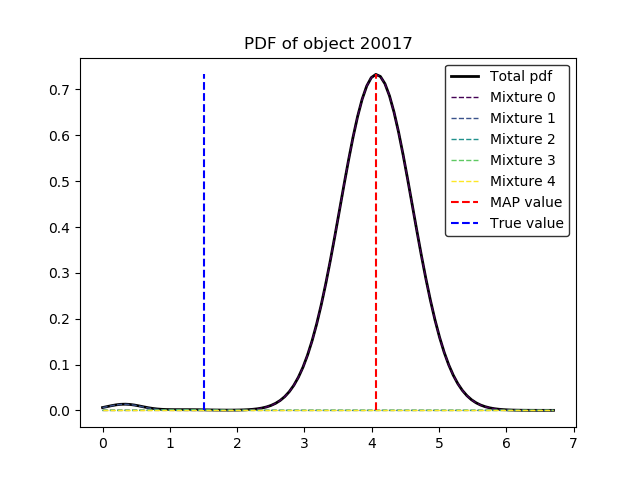 PDF of object 20017
Total pdf
Mixture 0
Mixture 1
Mixture 2
Mixture 3
Mixture 4
MAP value
True value
0.7
0.6
0.5
0.4
0.3
0.2
0.1
0.0
0 1 2 3 4 5 6 7